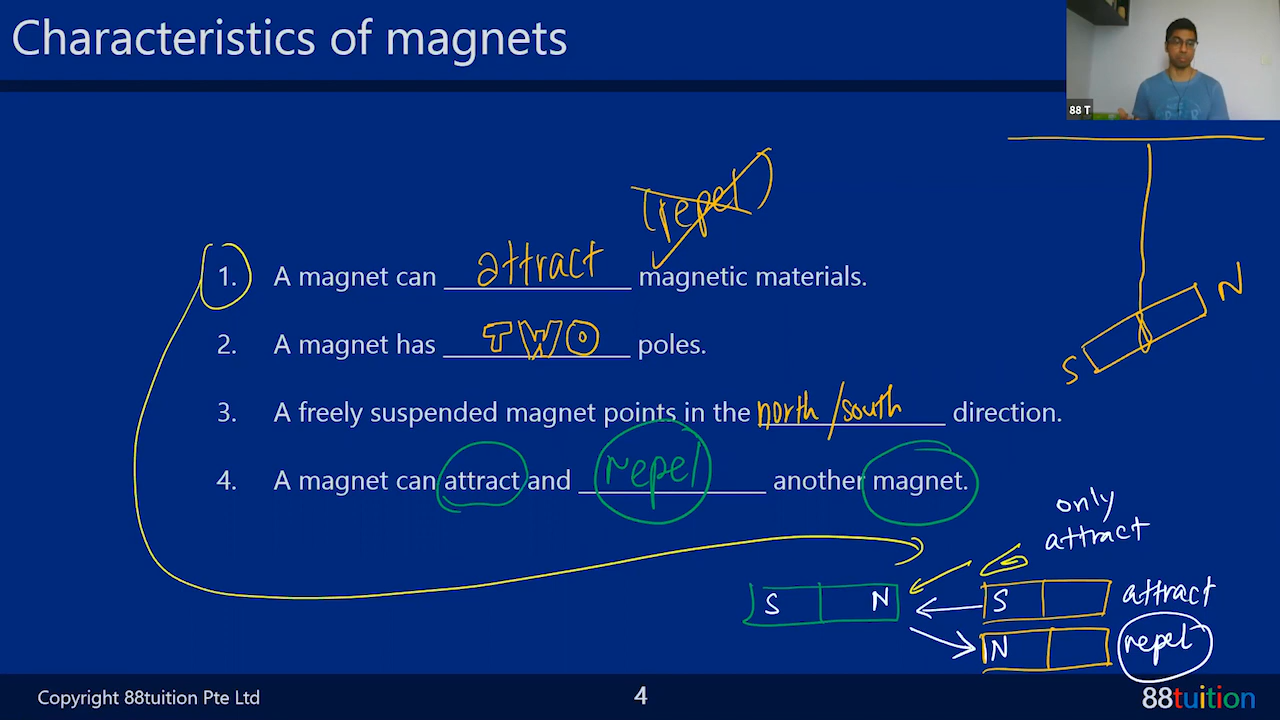 Characteristics of magnets
88 T
(repel)
1. A magnet can attract magnetic materials.
2. A magnet has TWO poles.
3. A freely suspended magnet points in the north/south direction.
4. A magnet can attract and repel another magnet.
N
S
only
attract
S N
S attract
N repel
Copyright 88tuition Pte Ltd
4
88tuition